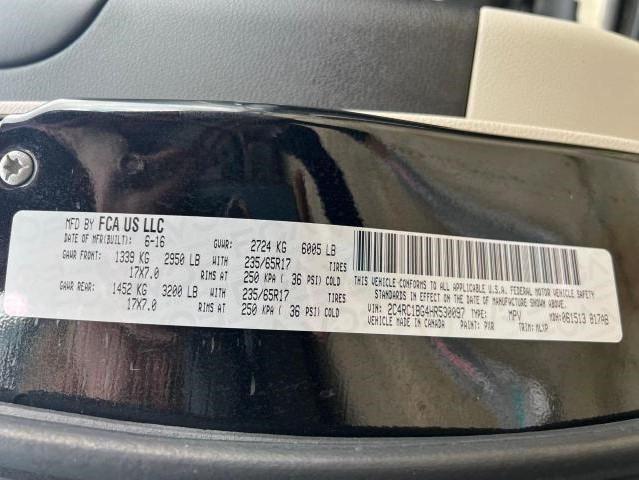 MFD BY FCA US LLC
DATE OF MFR(BUILT): 6-16 GVWR: 2724 KG 6005 LB
GAWR FRONT: 1339 KG 2950 LB WITH 235/65R17 TIRES
17X7.0 RIMS AT 250 KPA ( 36 PSI) COLD
GAWR REAR: 1452 KG 3200 LB WITH 235/65R17 TIRES
17X7.0 RIMS AT 250 KPA ( 36 PSI) COLD
THIS VEHICLE CONFORMS TO ALL APPLICABLE U.S.A. FEDERAL MOTOR VEHICLE SAFETY
STANDARDS IN EFFECT ON THE DATE OF MANUFACTURE SHOWN ABOVE.
VIN: 2C4RC1BG4HR530097 TYPE: MPV MDH: 061513 017AB
VEHICLE MADE IN CANADA PAINT: PXR TRIM: MLXP